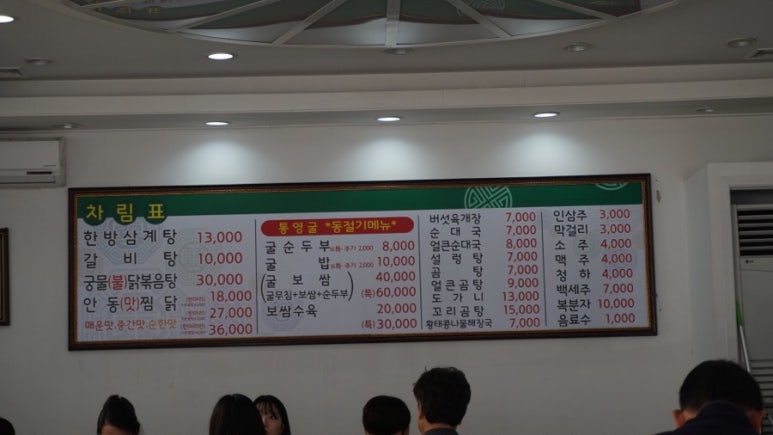 차림표
한방삼계탕 13,000
갈비탕 10,000
궁물(불)닭볶음탕 30,000
안동(맛)찜닭 18,000
27,000
매운맛, 중간맛, 순한맛 36,000
통영굴 *동절기메뉴*
굴순두부 추가 2,000 8,000
굴밥 추가 2,000 10,000
굴보쌈 40,000
(굴무침+보쌈+순두부) (특)60,000
보쌈수육 20,000
(특)30,000
버섯육개장 7,000
순대국 7,000
얼큰순대국 8,000
설렁탕 7,000
곰탕 7,000
얼큰곰탕 9,000
도가니 13,000
꼬리곰탕 15,000
황태콩나물해장국 7,000
인삼주 3,000
막걸리 3,000
소주 4,000
맥주 4,000
청하 4,000
백세주 7,000
복분자 10,000
음료수 1,000